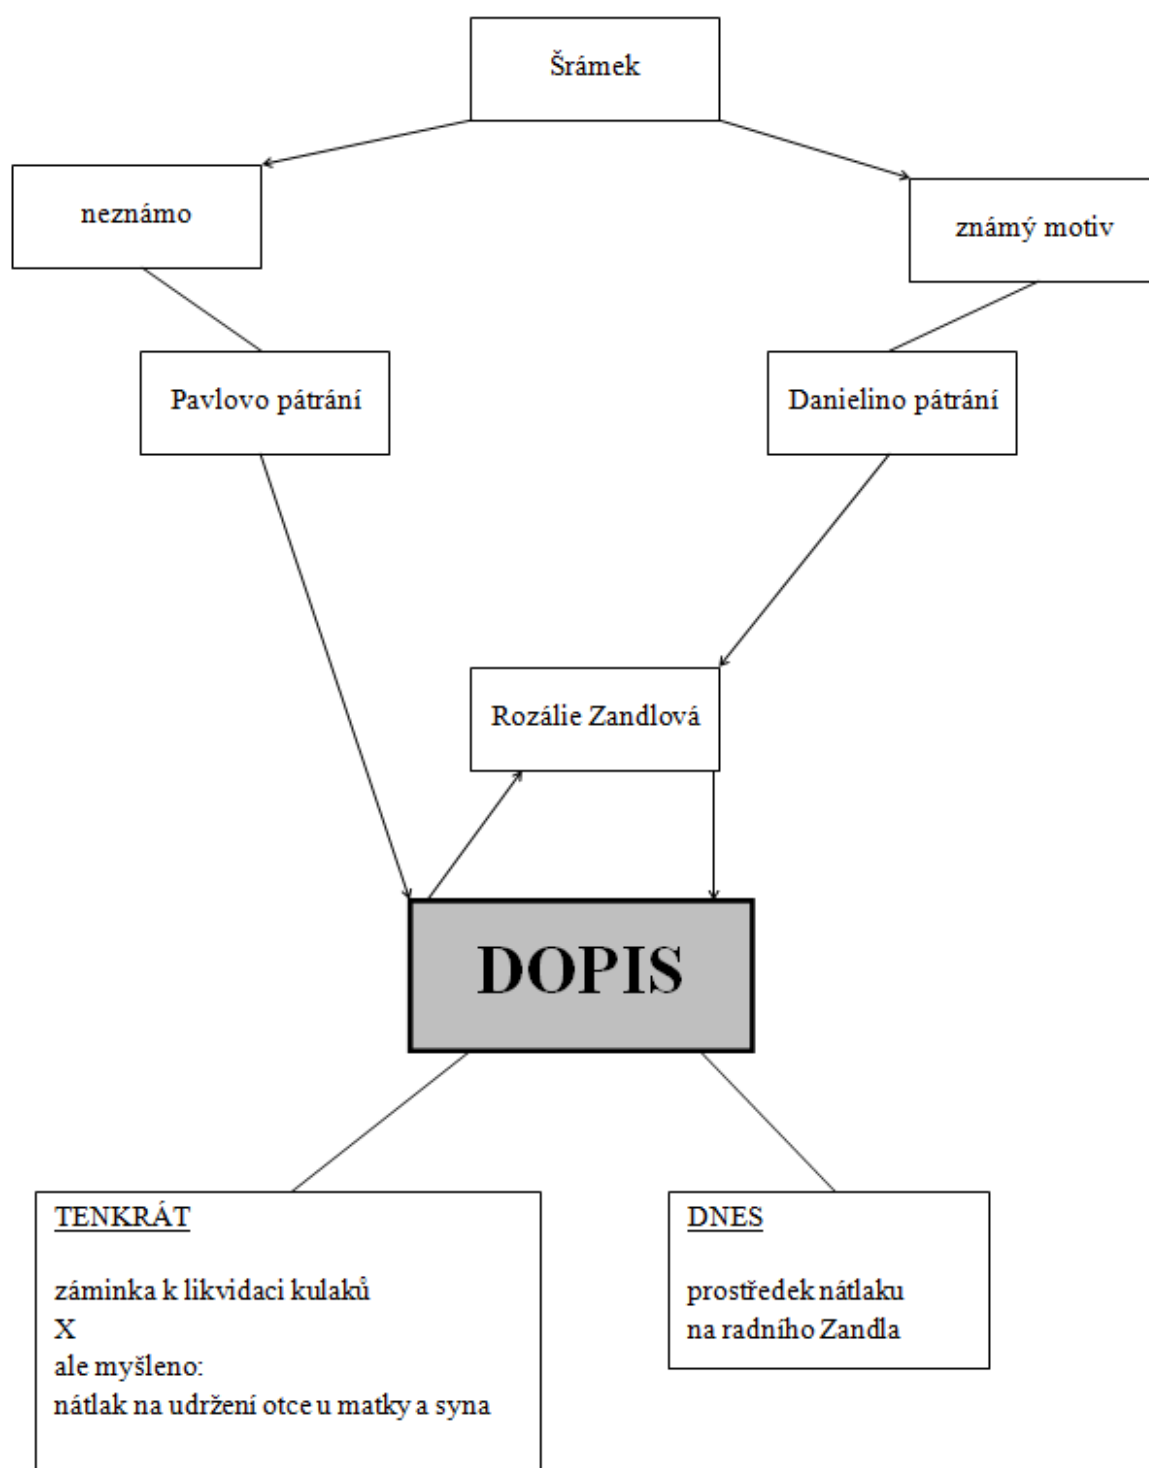 Šrámek
neznámo
známý motiv
Pavlovo pátrání
Danielino pátrání
Rozálie Zandlová
DOPIS
TENKRÁT
záminka k likvidaci kulaků
X
ale myšleno:
nátlak na udržení otce u matky a syna
DNES
prostředek nátlaku
na radního Zandla